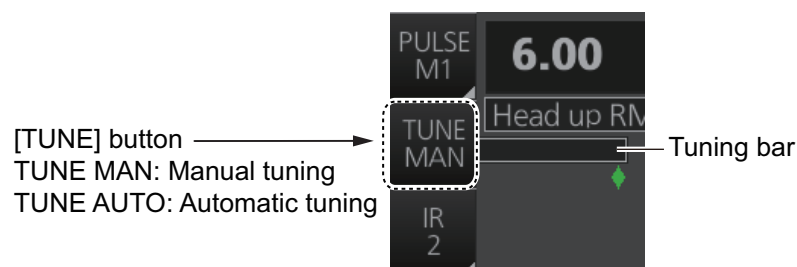 PULSE
M1
6.00
Head up RM
TUNE
MAN
[TUNE] button
TUNE MAN: Manual tuning
TUNE AUTO: Automatic tuning
Tuning bar
IR
2